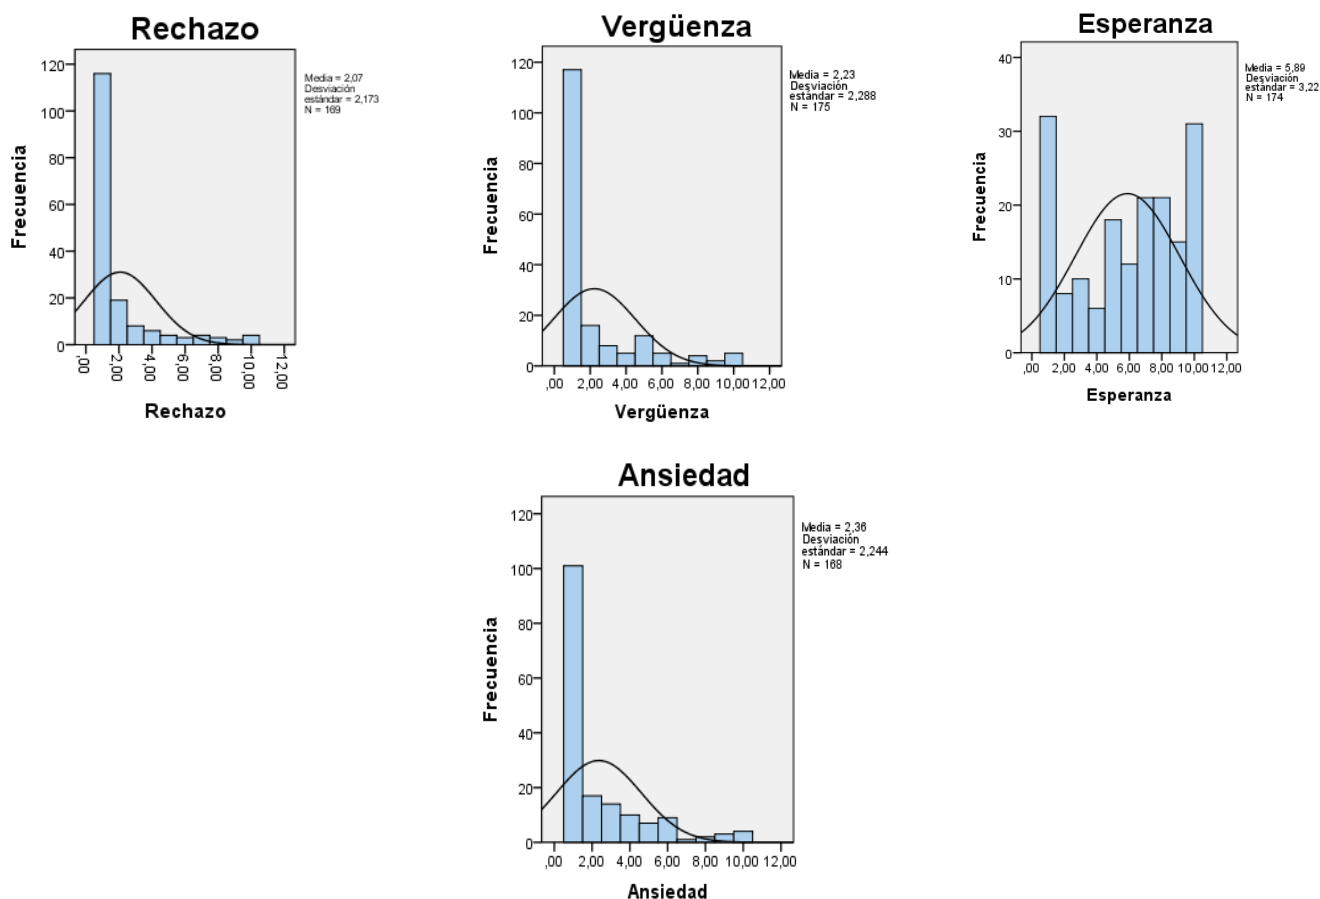 Rechazo
120
100
80
60
40
20
0
Frecuencia
,00
2,00
4,00
6,00
8,00
10,00
12,00
Rechazo
Media = 2,07
Desviación
estándar = 2,173
N = 169
Vergüenza
120
100
80
60
40
20
0
Frecuencia
,00 2,00 4,00 6,00 8,00 10,00 12,00
Vergüenza
Media = 2,23
Desviación
estándar = 2,288
N = 175
Esperanza
40
30
20
10
0
Frecuencia
,00 2,00 4,00 6,00 8,00 10,00 12,00
Esperanza
Media = 5,89
Desviación
estándar = 3,22
N = 174
Ansiedad
120
100
80
60
40
20
0
Frecuencia
,00 2,00 4,00 6,00 8,00 10,00 12,00
Ansiedad
Media = 2,36
Desviación
estándar = 2,244
N = 168